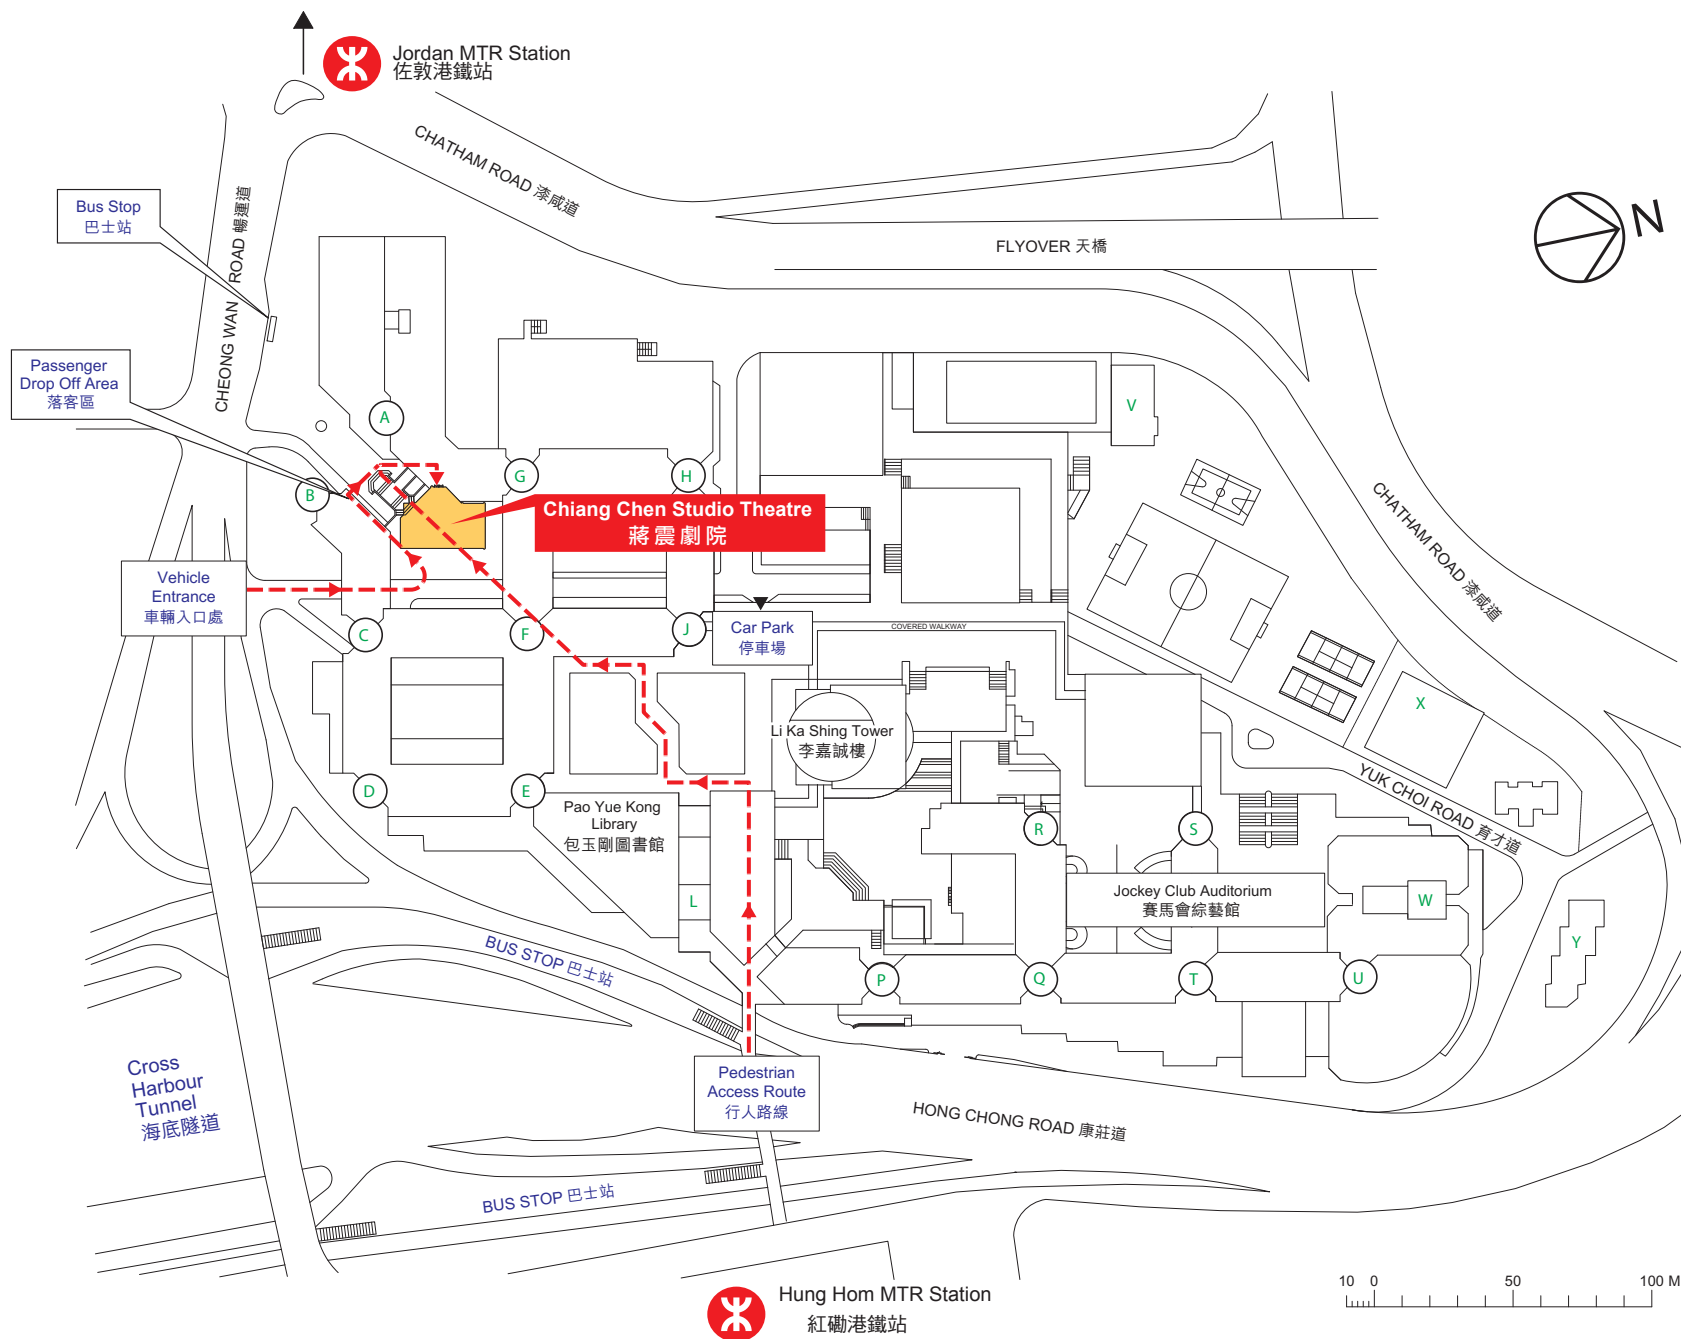 Jordan MTR Station
佐敦港鐵站
CHATHAM ROAD 漆咸道
Bus Stop
巴士站
CHEONG WAN ROAD 暢運道
FLYOVER 天橋
N
Passenger
Drop Off Area
落客區
A
V
B
G
H
Chiang Chen Studio Theatre
蔣震劇院
CHATHAM ROAD 漆咸道
Vehicle
Entrance
車輛入口處
C
F
J
Car Park
停車場
COVERED WALKWAY
X
Li Ka Shing Tower
李嘉誠樓
YUK CHOI ROAD 育才道
D
E
Pao Yue Kong
Library
包玉剛圖書館
R
S
L
Jockey Club Auditorium
賽馬會綜藝館
W
Y
BUS STOP 巴士站
P
Q
T
U
Cross
Harbour
Tunnel
海底隧道
Pedestrian
Access Route
行人路線
HONG CHONG ROAD 康莊道
BUS STOP 巴士站
Hung Hom MTR Station
紅磡港鐵站
10 0 50 100 M